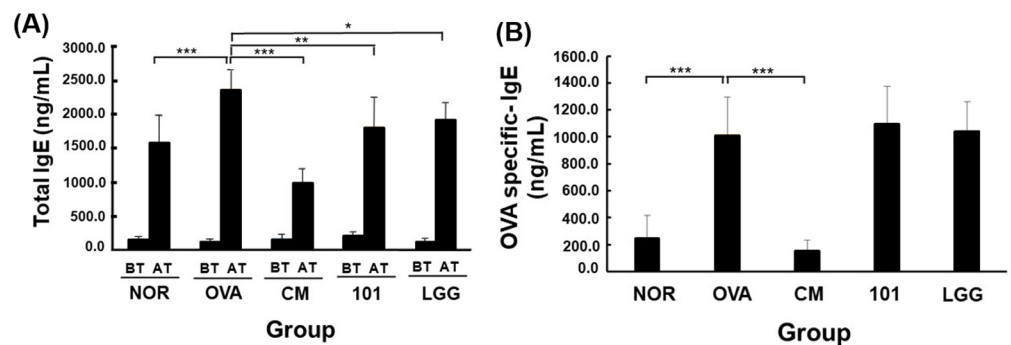 (A)
Total IgE (ng/mL)
3000.0
2500.0
2000.0
1500.0
1000.0
500.0
0.0
***
***
**
*
BT AT BT AT BT AT BT AT BT AT
NOR OVA CM 101 LGG
Group
(B)
OVA specific- IgE
(ng/mL)
1600.0
1400.0
1200.0
1000.0
800.0
600.0
400.0
200.0
0.0
*** ***
NOR OVA CM 101 LGG
Group